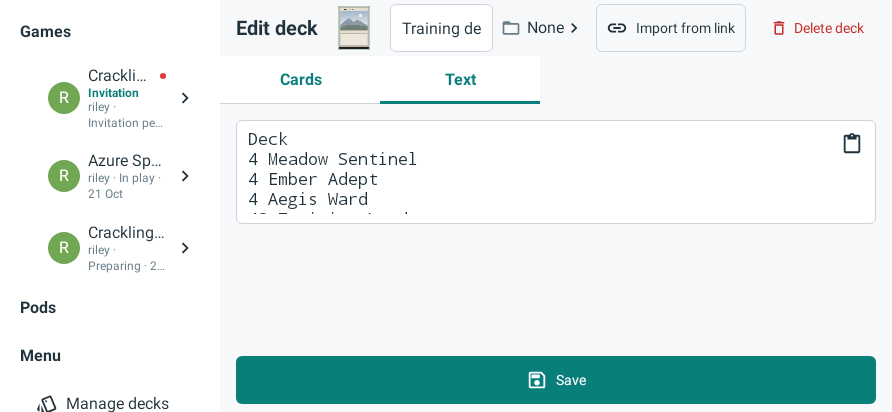 Games
Crackli...
Invitation
riley ·
Invitation pe...
R
Azure Sp...
riley · In play ·
21 Oct
R
Crackling...
riley ·
Preparing · 2...
R
Pods
Menu
Manage decks
Edit deck
Training de
None
Import from link
Delete deck
Cards
Text
Deck
4 Meadow Sentinel
4 Ember Adept
4 Aegis Ward
Save